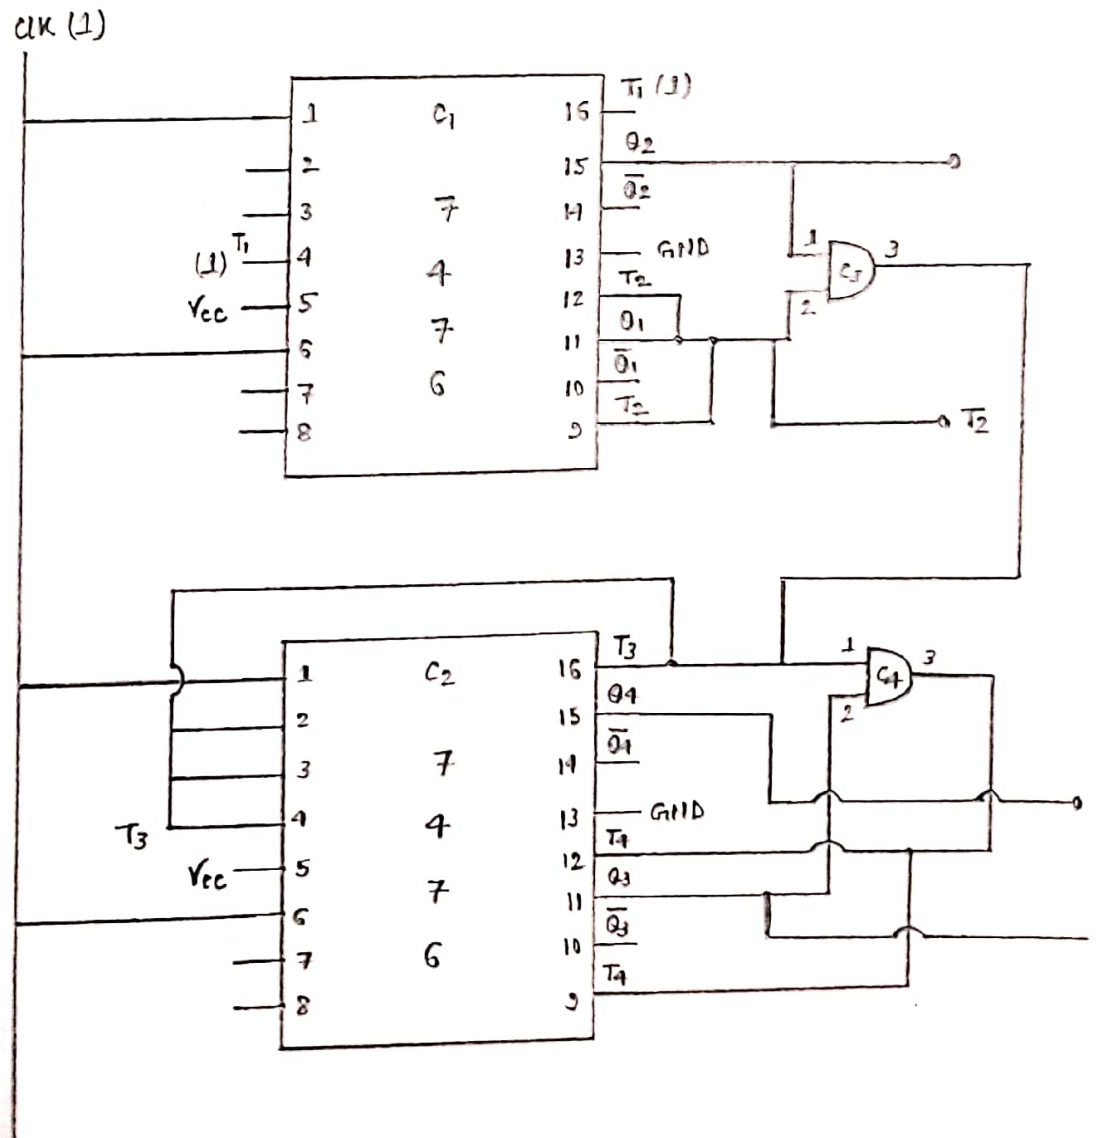 Clk (1)
1 C1 16 T1 (1)
2 15 Q2
3 7 14 Q̅2
(1) T1 4 4 13 GND
Vcc 5 12 T2
6 7 11 Q1
7 6 10 Q̅1
8 9 T2
1
2
C3 3
T2
1 C2 16 T3
2 15 Q4
3 7 14 Q̅4
T3 4 4 13 GND
Vcc 5 12 T4
6 7 11 Q3
7 6 10 Q̅3
8 9 T4
1
2
C4 3